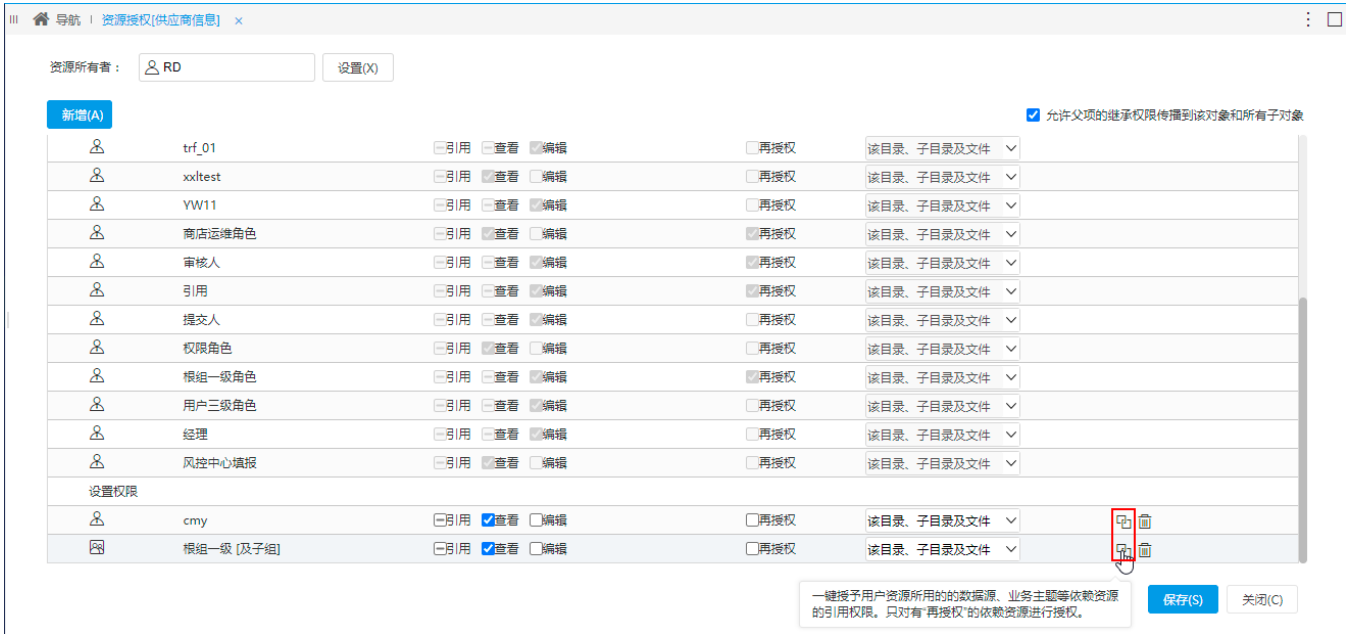 导航 资源授权[供应商信息] ×
资源所有者： RD 设置(X)
新增(A) 允许父项的继承权限传播到该对象和所有子对象
trf_01 引用 查看 编辑 再授权 该目录、子目录及文件
xxltest 引用 查看 编辑 再授权 该目录、子目录及文件
YW11 引用 查看 编辑 再授权 该目录、子目录及文件
商店运维角色 引用 查看 编辑 再授权 该目录、子目录及文件
审核人 引用 查看 编辑 再授权 该目录、子目录及文件
引用 引用 查看 编辑 再授权 该目录、子目录及文件
提交人 引用 查看 编辑 再授权 该目录、子目录及文件
权限角色 引用 查看 编辑 再授权 该目录、子目录及文件
根组一级角色 引用 查看 编辑 再授权 该目录、子目录及文件
用户三级角色 引用 查看 编辑 再授权 该目录、子目录及文件
经理 引用 查看 编辑 再授权 该目录、子目录及文件
风控中心填报 引用 查看 编辑 再授权 该目录、子目录及文件
设置权限
cmy 引用 查看 编辑 再授权 该目录、子目录及文件
根组一级 [及子组] 引用 查看 编辑 再授权 该目录、子目录及文件
一键授予用户资源所用的的数据源、业务主题等依赖资源
的引用权限。只对有“再授权”的依赖资源进行授权。
保存(S) 关闭(C)